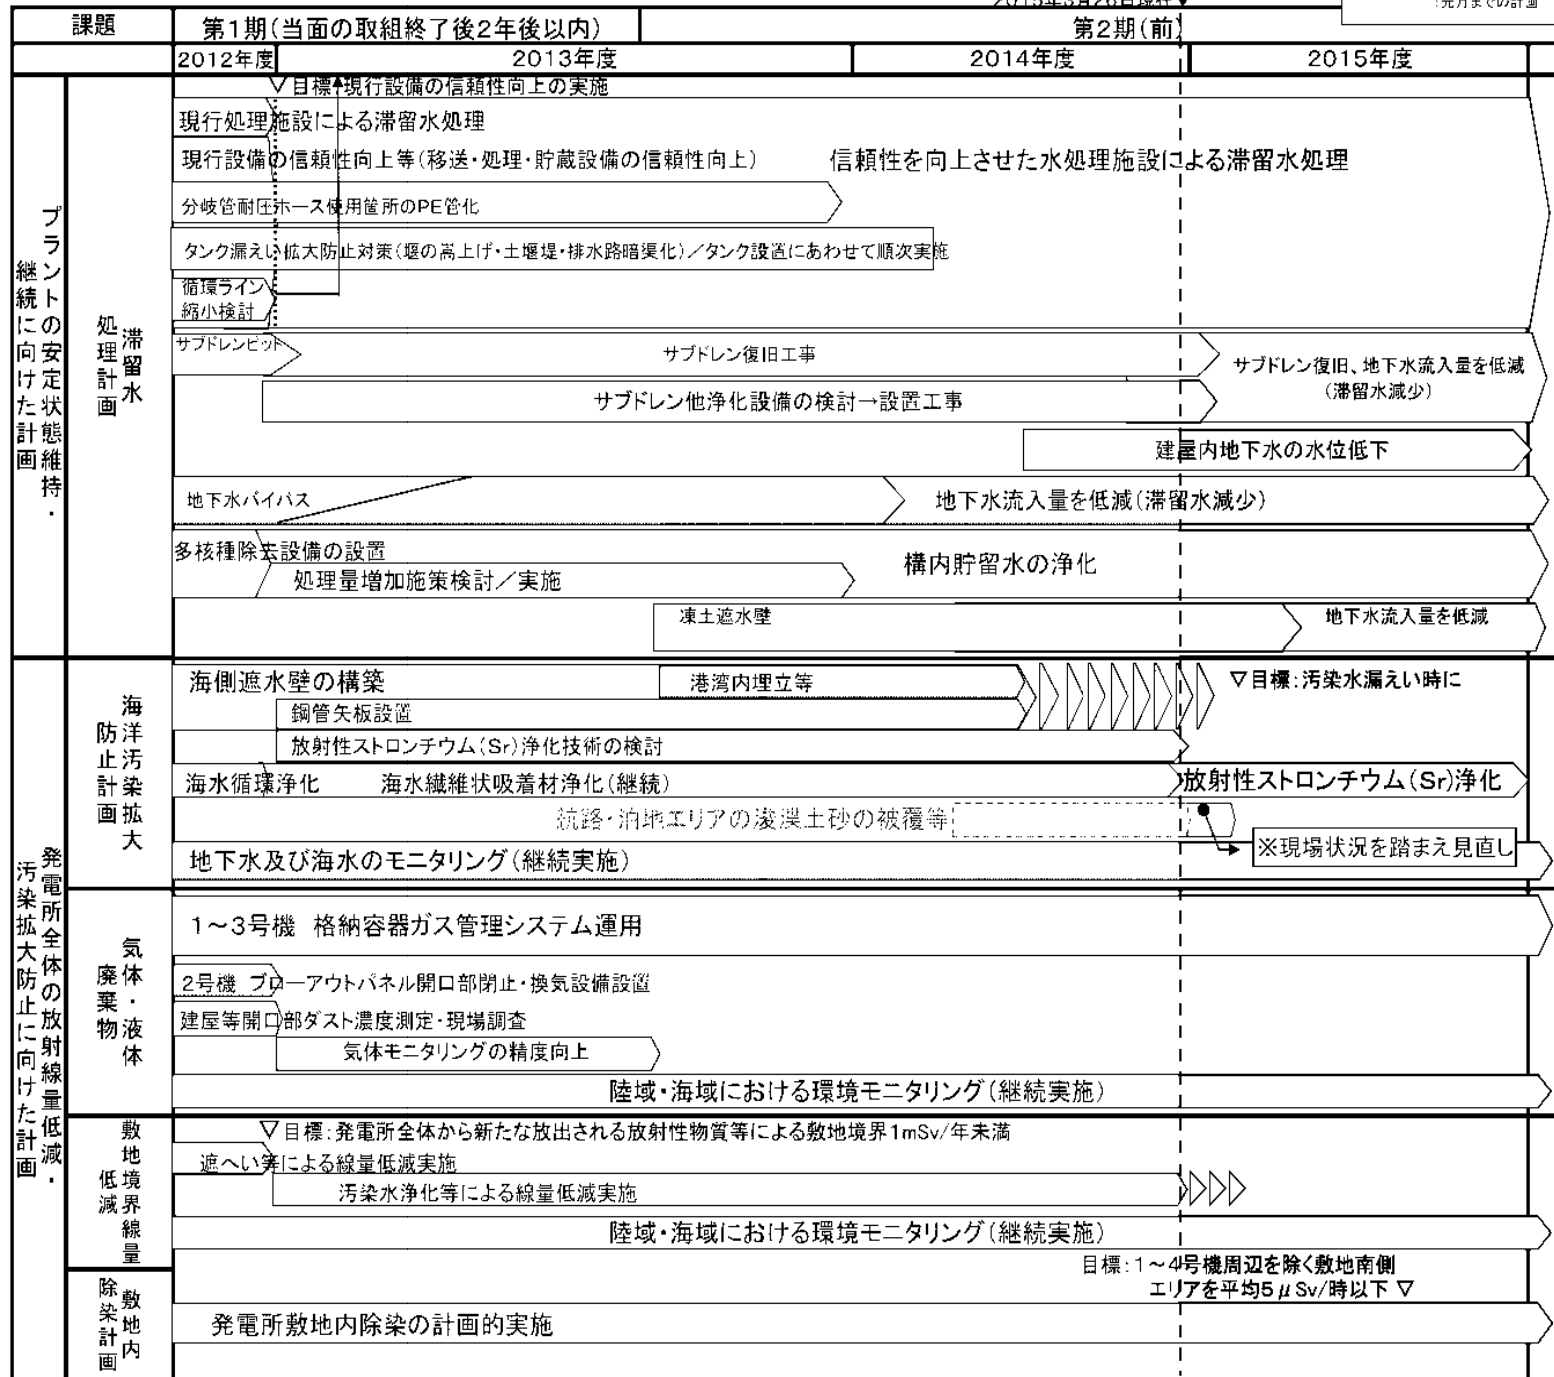 2015年3月26日現在▼
:先月までの計画
課題
第1期(当面の取組終了後2年後以内)
第2期(前)
2012年度
2013年度
2014年度
2015年度
プラントの安定状態維持・
継続に向けた計画
滞留水
処理計画
▽目標:現行設備の信頼性向上の実施
現行処理施設による滞留水処理
現行設備の信頼性向上等(移送・処理・貯蔵設備の信頼性向上)
信頼性を向上させた水処理施設による滞留水処理
分岐管耐圧ホース使用箇所のPE管化
タンク漏えい拡大防止対策(堰の嵩上げ・土堰堤・排水路暗渠化)/タンク設置にあわせて順次実施
循環ライン
縮小検討
サブドレンピット
サブドレン復旧工事
サブドレン復旧、地下水流入量を低減
(滞留水減少)
サブドレン他浄化設備の検討→設置工事
建屋内地下水の水位低下
地下水バイパス
地下水流入量を低減(滞留水減少)
多核種除去設備の設置
処理量増加施策検討/実施
構内貯留水の浄化
凍土遮水壁
地下水流入量を低減
発電所全体の放射線量低減・
汚染拡大防止に向けた計画
海洋汚染拡大
防止計画
海側遮水壁の構築
港湾内埋立等
▽目標:汚染水漏えい時に
鋼管矢板設置
放射性ストロンチウム(Sr)浄化技術の検討
海水循環浄化
海水繊維状吸着材浄化(継続)
放射性ストロンチウム(Sr)浄化
航路・泊地エリアの浚渫土砂の被覆等
※現場状況を踏まえ見直し
地下水及び海水のモニタリング(継続実施)
気体・液体
廃棄物
1~3号機 格納容器ガス管理システム運用
2号機 ブローアウトパネル開口部閉止・換気設備設置
建屋等開口部ダスト濃度測定・現場調査
気体モニタリングの精度向上
陸域・海域における環境モニタリング(継続実施)
敷地境界線量
低減
▽目標:発電所全体から新たな放出される放射性物質等による敷地境界1mSv/年未満
遮へい等による線量低減実施
汚染水浄化等による線量低減実施
陸域・海域における環境モニタリング(継続実施)
敷地内
除染計画
目標:1~4号機周辺を除く敷地南側
エリアを平均5μSv/時以下 ▽
発電所敷地内除染の計画的実施